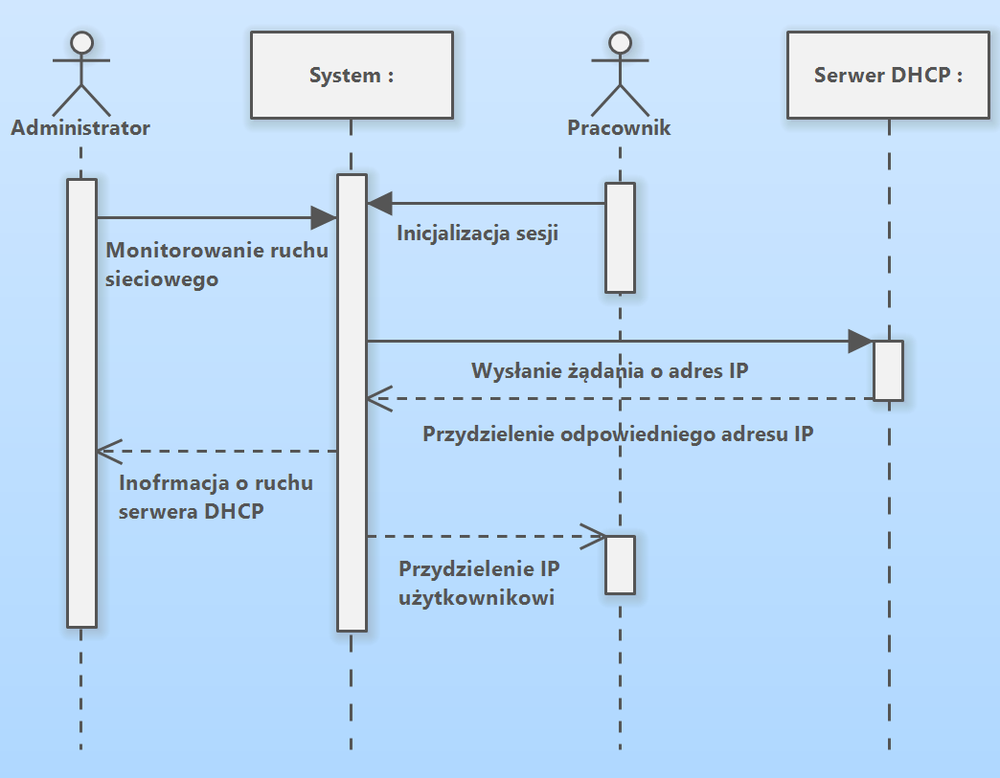 System :
Serwer DHCP :
Administrator
Pracownik
Inicjalizacja sesji
Monitorowanie ruchu
sieciowego
Wysłanie żądania o adres IP
Przydzielenie odpowiedniego adresu IP
Inofrmacja o ruchu
serwera DHCP
Przydzielenie IP
użytkownikowi